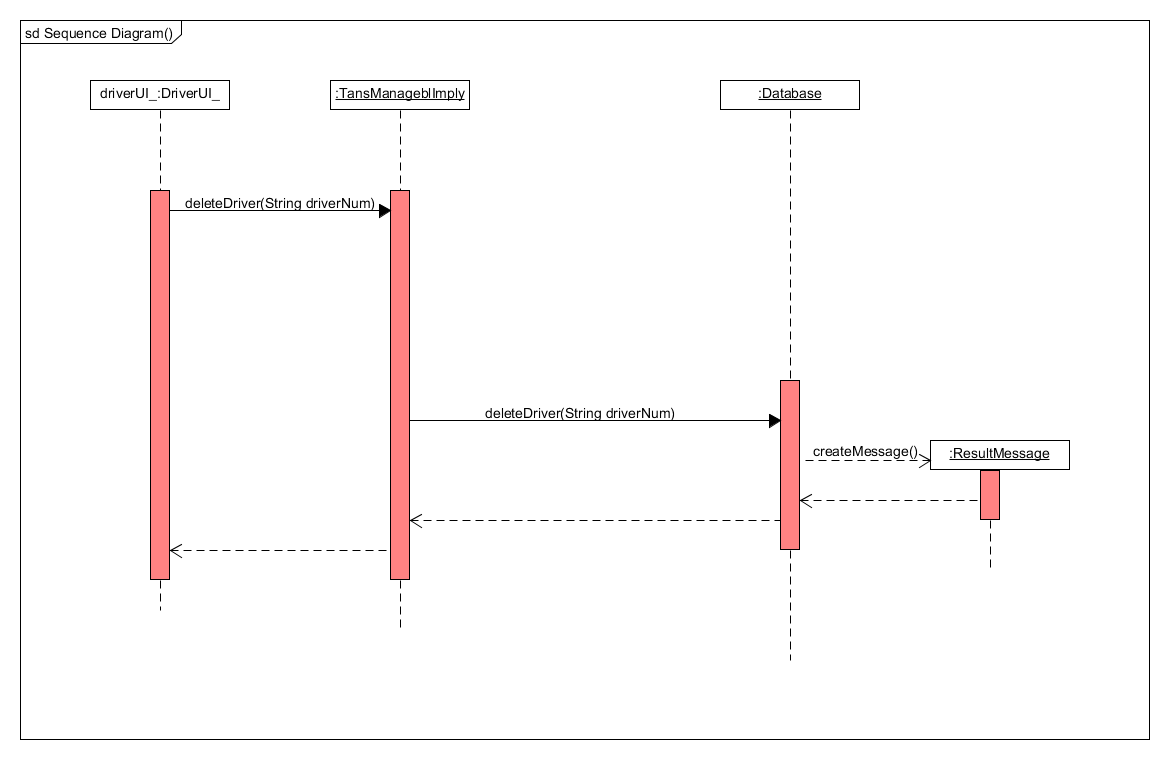 sd Sequence Diagram()
driverUI_:DriverUI_
:TansManageblImply
:Database
deleteDriver(String driverNum)
deleteDriver(String driverNum)
createMessage()
:ResultMessage